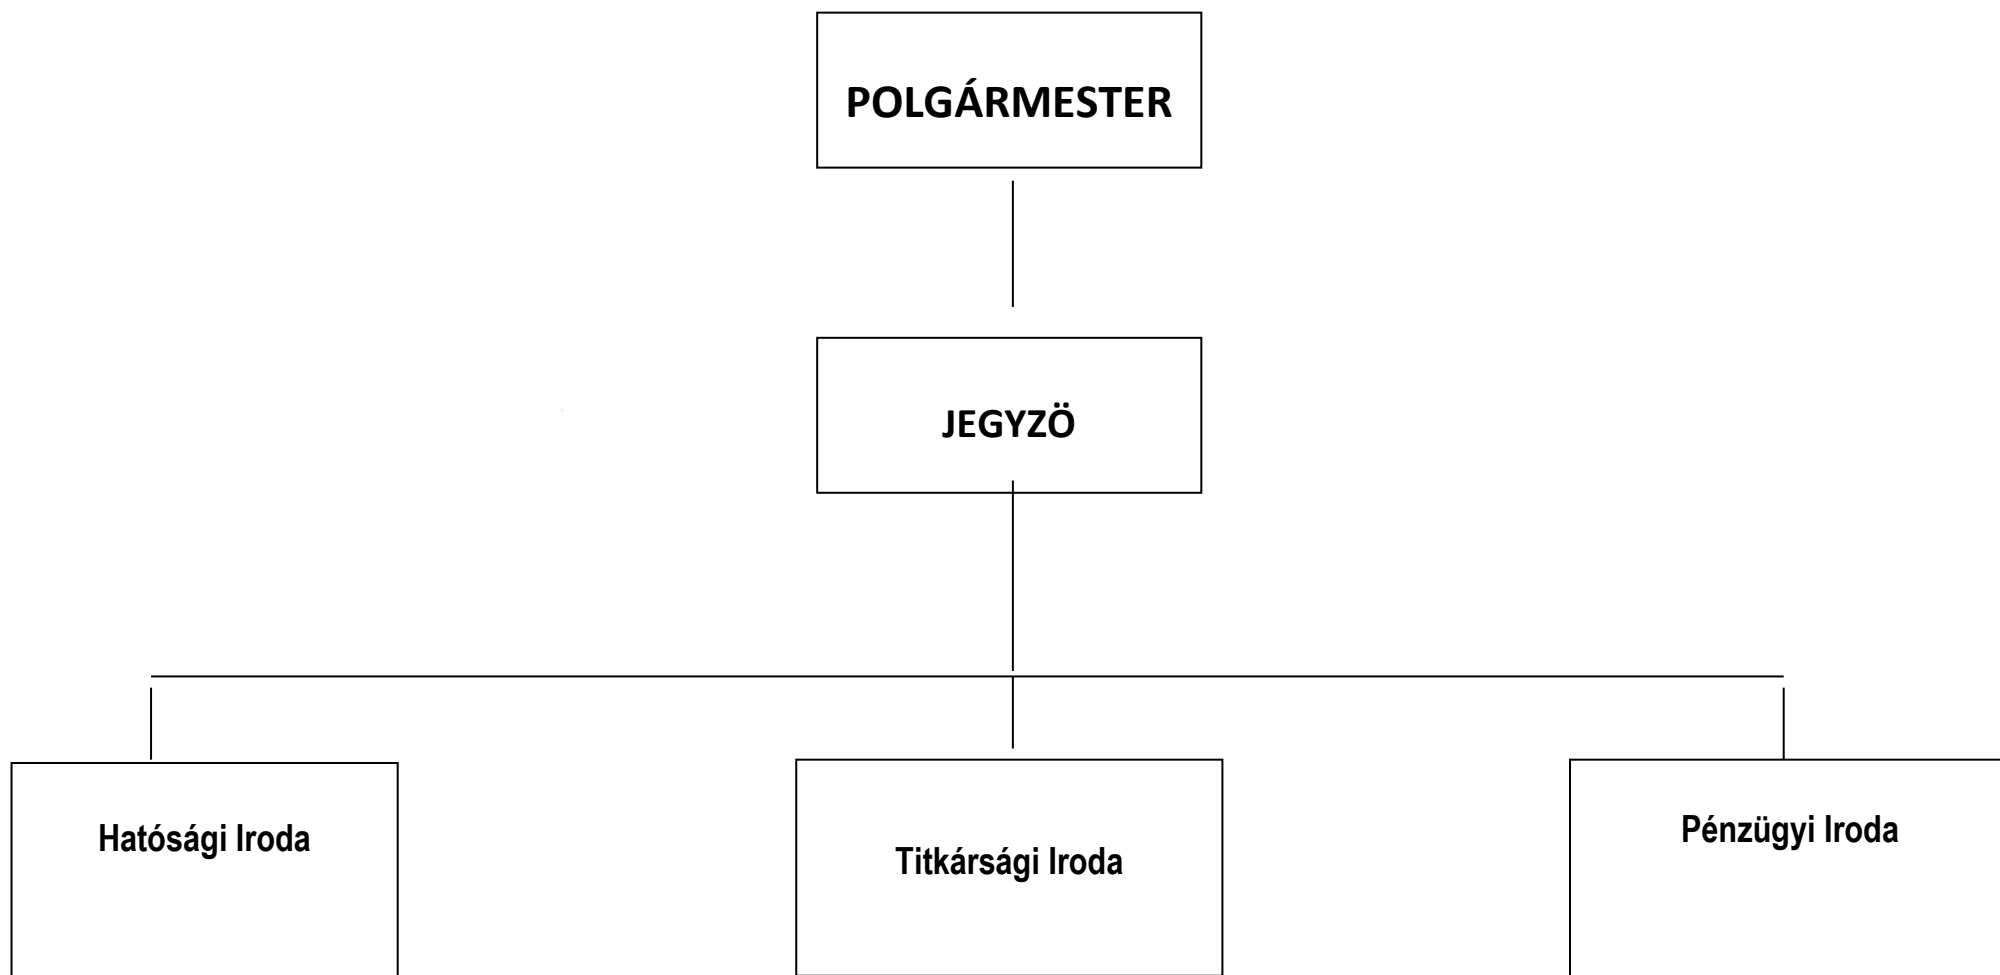 POLGÁRMESTER
JEGYZÖ
Hatósági Iroda
Titkársági Iroda
Pénzügyi Iroda